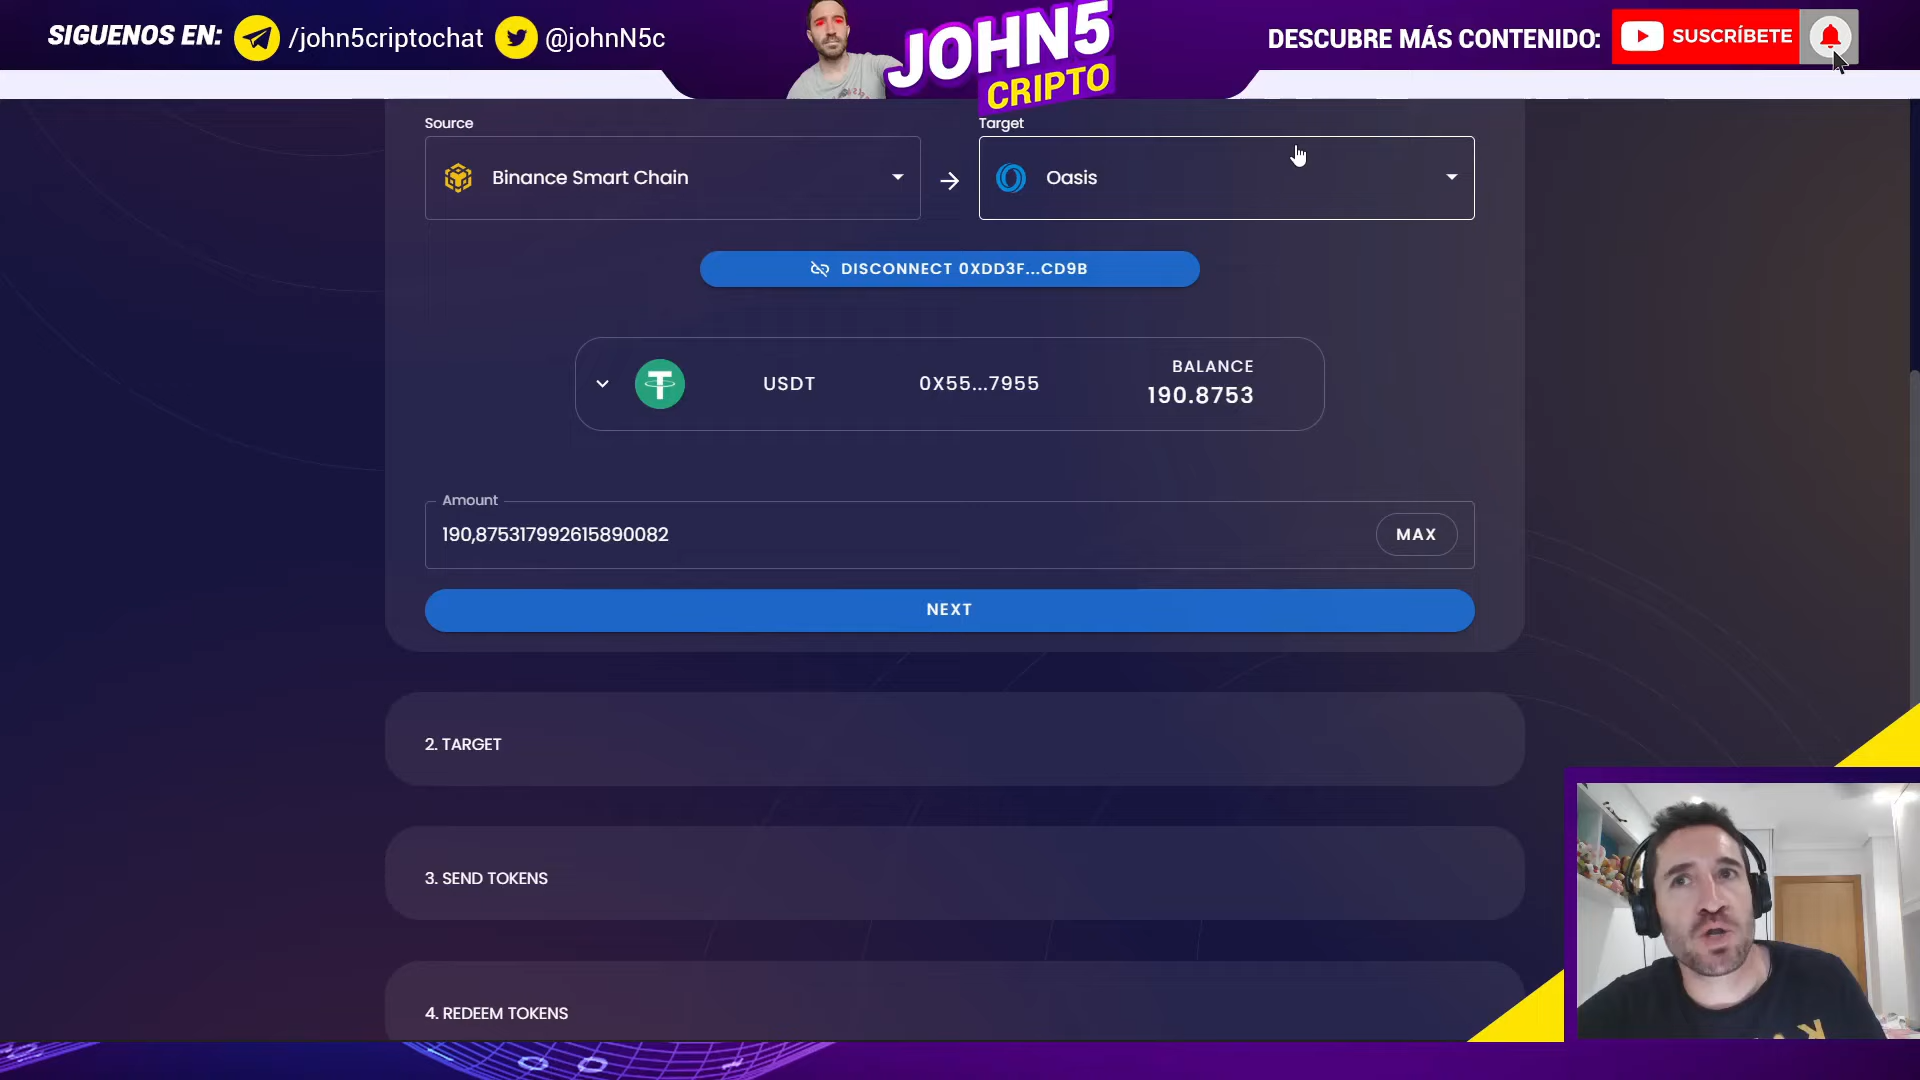 SIGUENOS EN:
/john5criptochat
@johnN5c
JOHN5
CRIPTO
DESCUBRE MÁS CONTENIDO:
SUSCRÍBETE
Source
Target
Binance Smart Chain
Oasis
DISCONNECT 0XDD3F...CD9B
USDT
0X55...7955
BALANCE
190.8753
Amount
190,875317992615890082
MAX
NEXT
2. TARGET
3. SEND TOKENS
4. REDEEM TOKENS